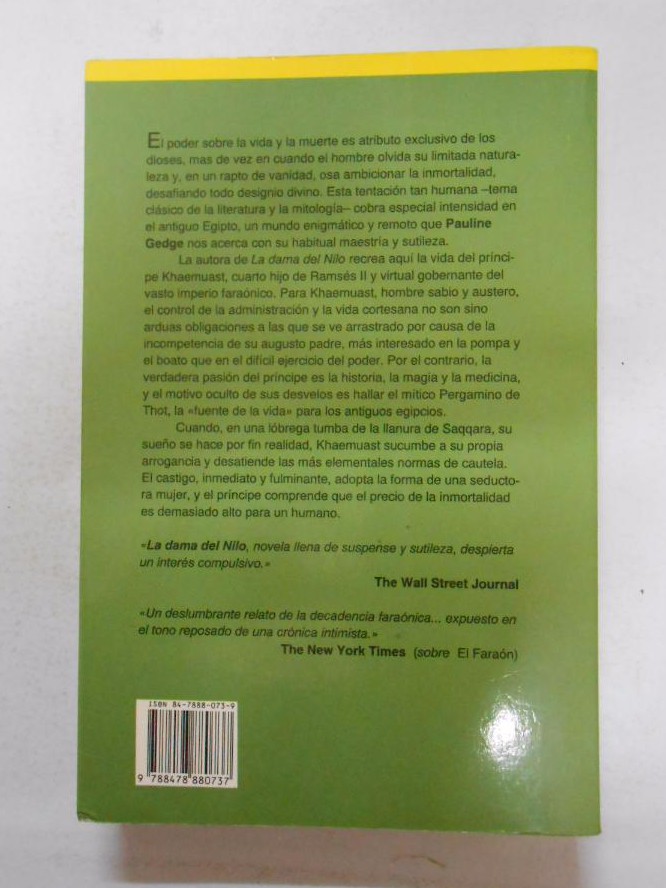 El poder sobre la vida y la muerte es atributo exclusivo de los
dioses, mas de vez en cuando el hombre olvida su limitada natura-
leza y, en un rapto de vanidad, osa ambicionar la inmortalidad,
desafiando todo designio divino. Esta tentación tan humana –tema
clásico de la literatura y la mitología– cobra especial intensidad en
el antiguo Egipto, un mundo enigmático y remoto que Pauline
Gedge nos acerca con su habitual maestría y sutileza.
La autora de La dama del Nilo recrea aquí la vida del prínci-
pe Khaemuast, cuarto hijo de Ramsés II y virtual gobernante del
vasto imperio faraónico. Para Khaemuast, hombre sabio y austero,
el control de la administración y la vida cortesana no son sino
arduas obligaciones a las que se ve arrastrado por causa de la
incompetencia de su augusto padre, más interesado en la pompa y
el boato que en el difícil ejercicio del poder. Por el contrario, la
verdadera pasión del príncipe es la historia, la magia y la medicina,
y el motivo oculto de sus desvelos es hallar el mítico Pergamino de
Thot, la «fuente de la vida» para los antiguos egipcios.
Cuando, en una lóbrega tumba de la llanura de Saqqara, su
sueño se hace por fin realidad, Khaemuast sucumbe a su propia
arrogancia y desatiende las más elementales normas de cautela.
El castigo, inmediato y fulminante, adopta la forma de una seducto-
ra mujer, y el príncipe comprende que el precio de la inmortalidad
es demasiado alto para un humano.
«La dama del Nilo, novela llena de suspense y sutileza, despierta
un interés compulsivo.»
The Wall Street Journal
«Un deslumbrante relato de la decadencia faraónica... expuesto en
el tono reposado de una crónica intimista.»
The New York Times (sobre El Faraón)
ISBN 84-7888-073-9
9 788478 880737